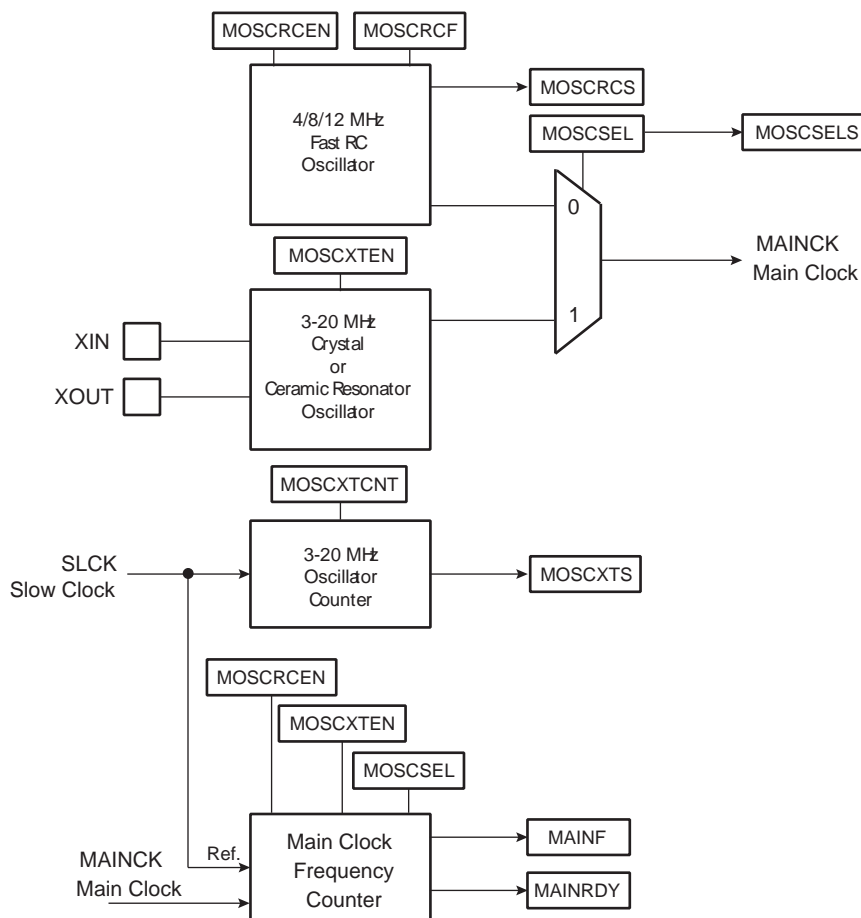 MOSCRCEN
MOSCRCF
4/8/12 MHz
Fast RC
Oscillator
MOSCRCS
MOSCSEL
MOSCSELS
0
MAINCK
Main Clock
MOSCXTEN
1
XIN
XOUT
3-20 MHz
Crystal
or
Ceramic Resonator
Oscillator
MOSCXTCNT
SLCK
Slow Clock
3-20 MHz
Oscillator
Counter
MOSCXTS
MOSCRCEN
MOSCXTEN
MOSCSEL
Ref.
MAINCK
Main Clock
Main Clock
Frequency
Counter
MAINF
MAINRDY